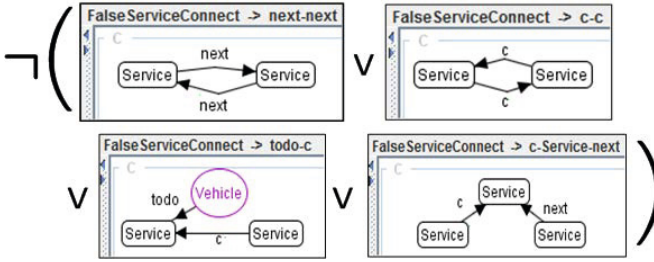 ¬( FalseServiceConnect -> next-next ∨ FalseServiceConnect -> c-c
C C
next c
Service Service Service Service
next c
∨ FalseServiceConnect -> todo-c ∨ FalseServiceConnect -> c-Service-next )
C C
Vehicle Service
todo c next
Service c Service Service Service